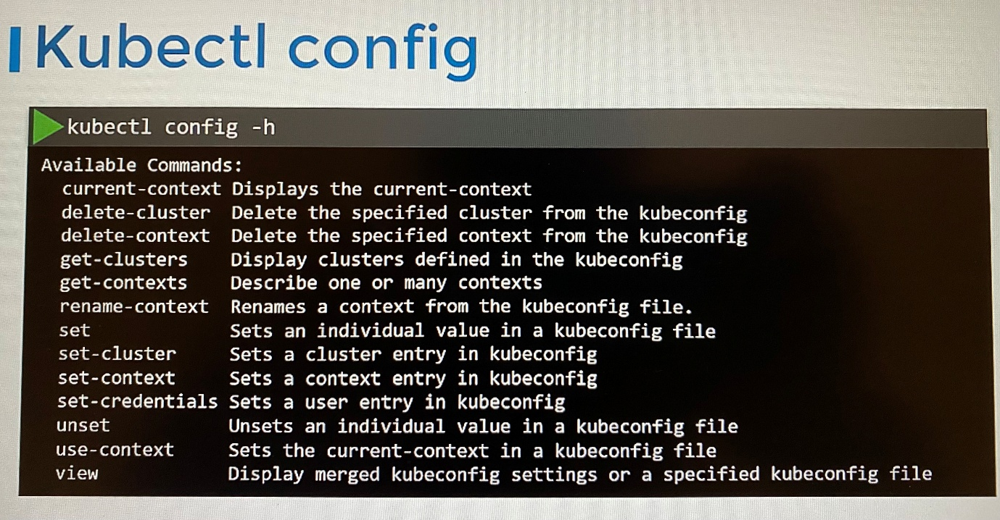 Kubectl config
kubectl config -h
Available Commands:
current-context Displays the current-context
delete-cluster Delete the specified cluster from the kubeconfig
delete-context Delete the specified context from the kubeconfig
get-clusters Display clusters defined in the kubeconfig
get-contexts Describe one or many contexts
rename-context Renames a context from the kubeconfig file.
set Sets an individual value in a kubeconfig file
set-cluster Sets a cluster entry in kubeconfig
set-context Sets a context entry in kubeconfig
set-credentials Sets a user entry in kubeconfig
unset Unsets an individual value in a kubeconfig file
use-context Sets the current-context in a kubeconfig file
view Display merged kubeconfig settings or a specified kubeconfig file